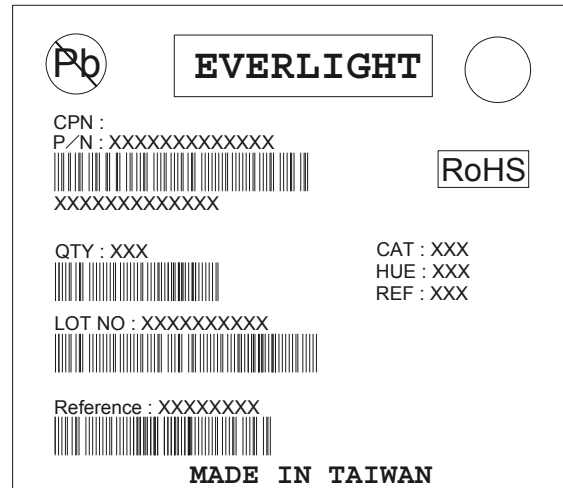 Pb
EVERLIGHT
CPN :
P/N : XXXXXXXXXXXXX
RoHS
XXXXXXXXXXXXX
QTY : XXX
CAT : XXX
HUE : XXX
REF : XXX
LOT NO : XXXXXXXXXX
Reference : XXXXXXXX
MADE IN TAIWAN